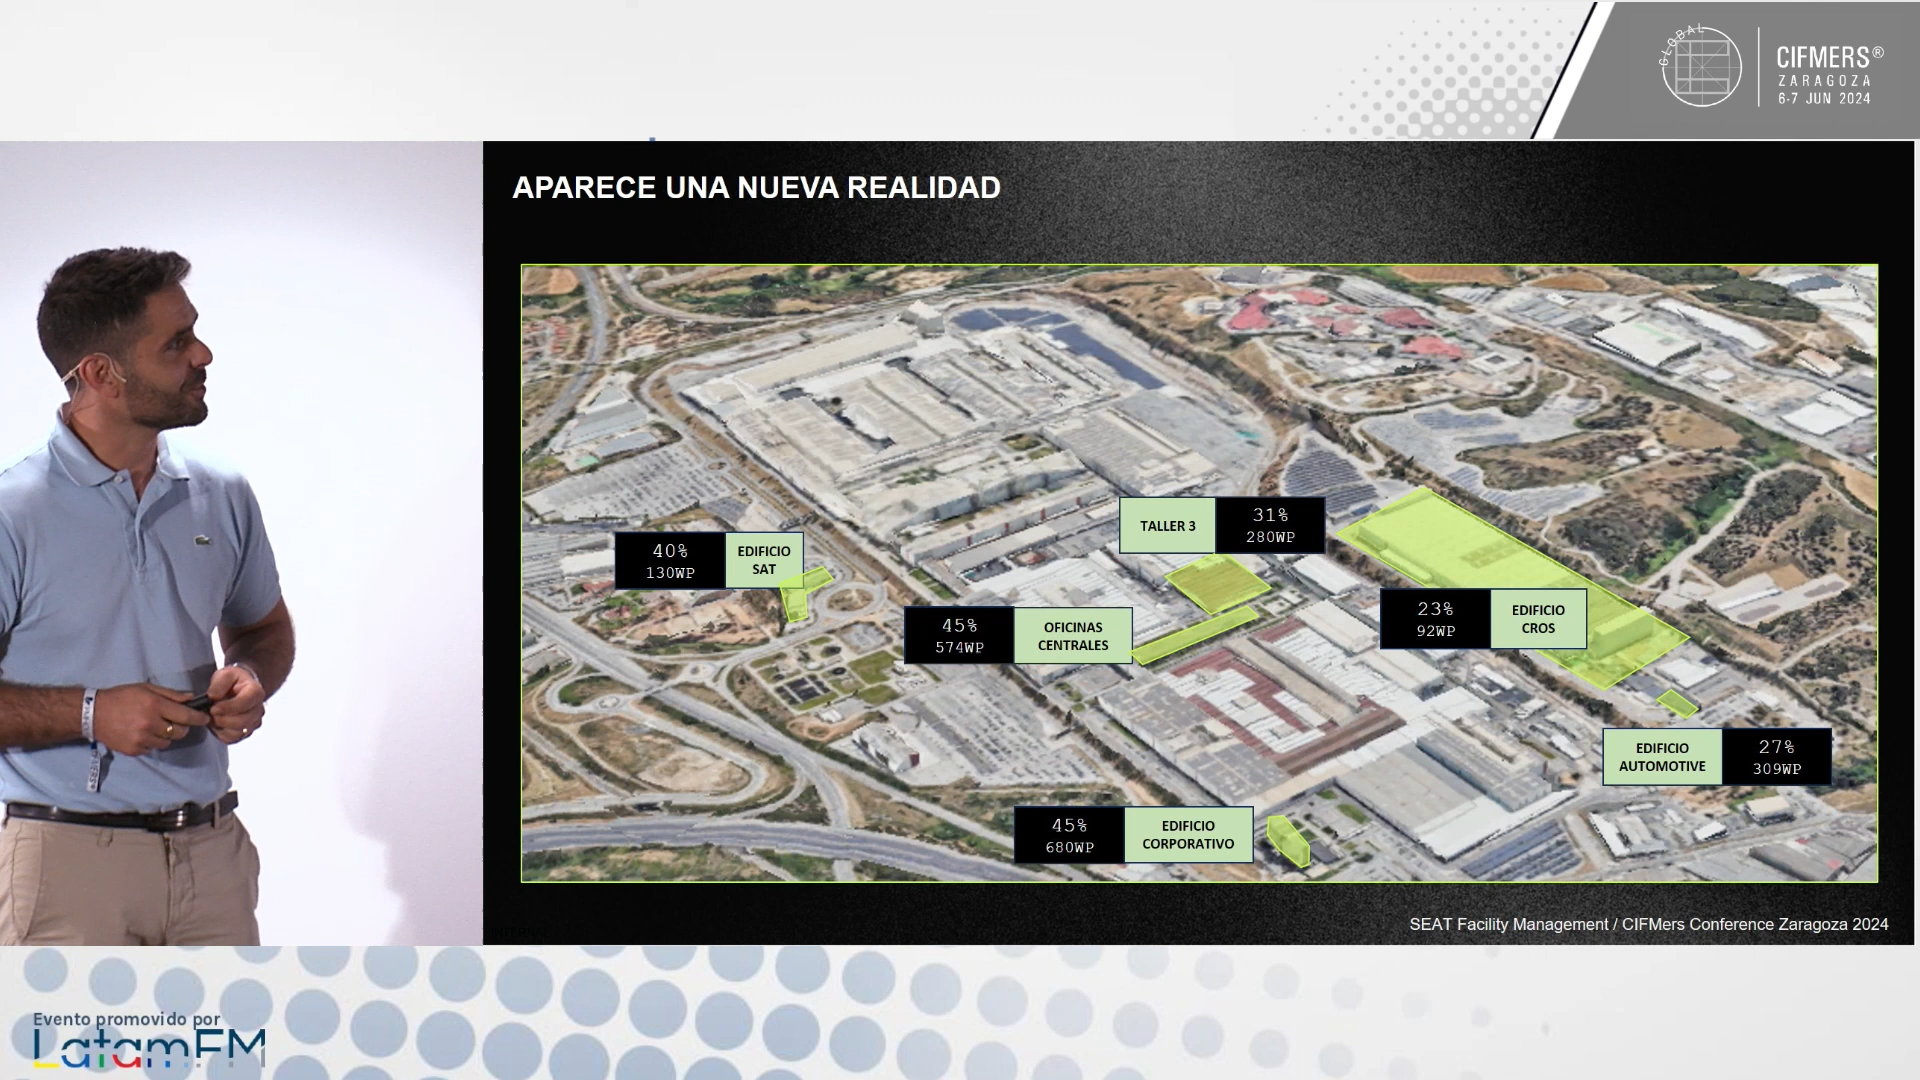 GLOBAL
CIFMERS®
ZARAGOZA
6-7 JUN 2024
APARECE UNA NUEVA REALIDAD
TALLER 3
31%
280WP
40%
130WP
EDIFICIO
SAT
45%
574WP
OFICINAS
CENTRALES
23%
92WP
EDIFICIO
CROS
EDIFICIO
AUTOMOTIVE
27%
309WP
45%
680WP
EDIFICIO
CORPORATIVO
SEAT Facility Management / CIFMers Conference Zaragoza 2024
Evento promovido por
LatamFM